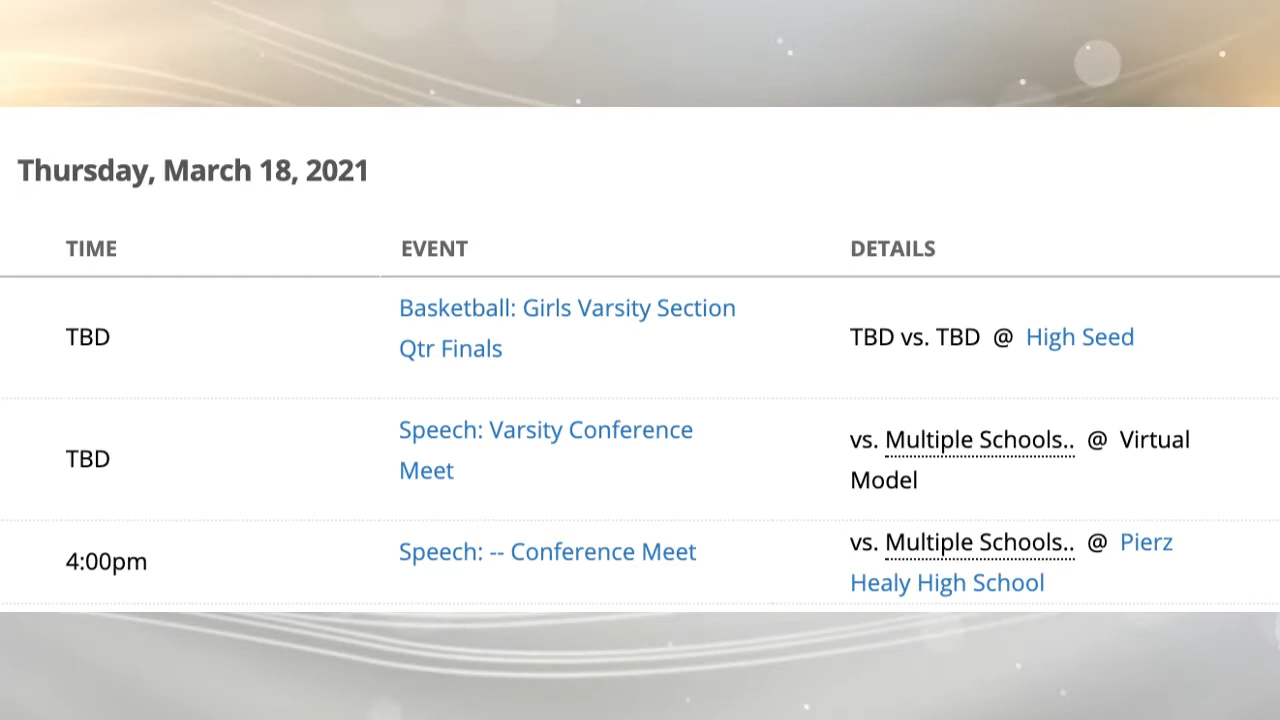 Thursday, March 18, 2021
TIME EVENT DETAILS
Basketball: Girls Varsity Section
TBD TBD vs. TBD @ High Seed
Qtr Finals
Speech: Varsity Conference
vs. Multiple Schools.. @ Virtual
TBD
Meet
Model
vs. Multiple Schools.. @ Pierz
4:00pm Speech: -- Conference Meet
Healy High School